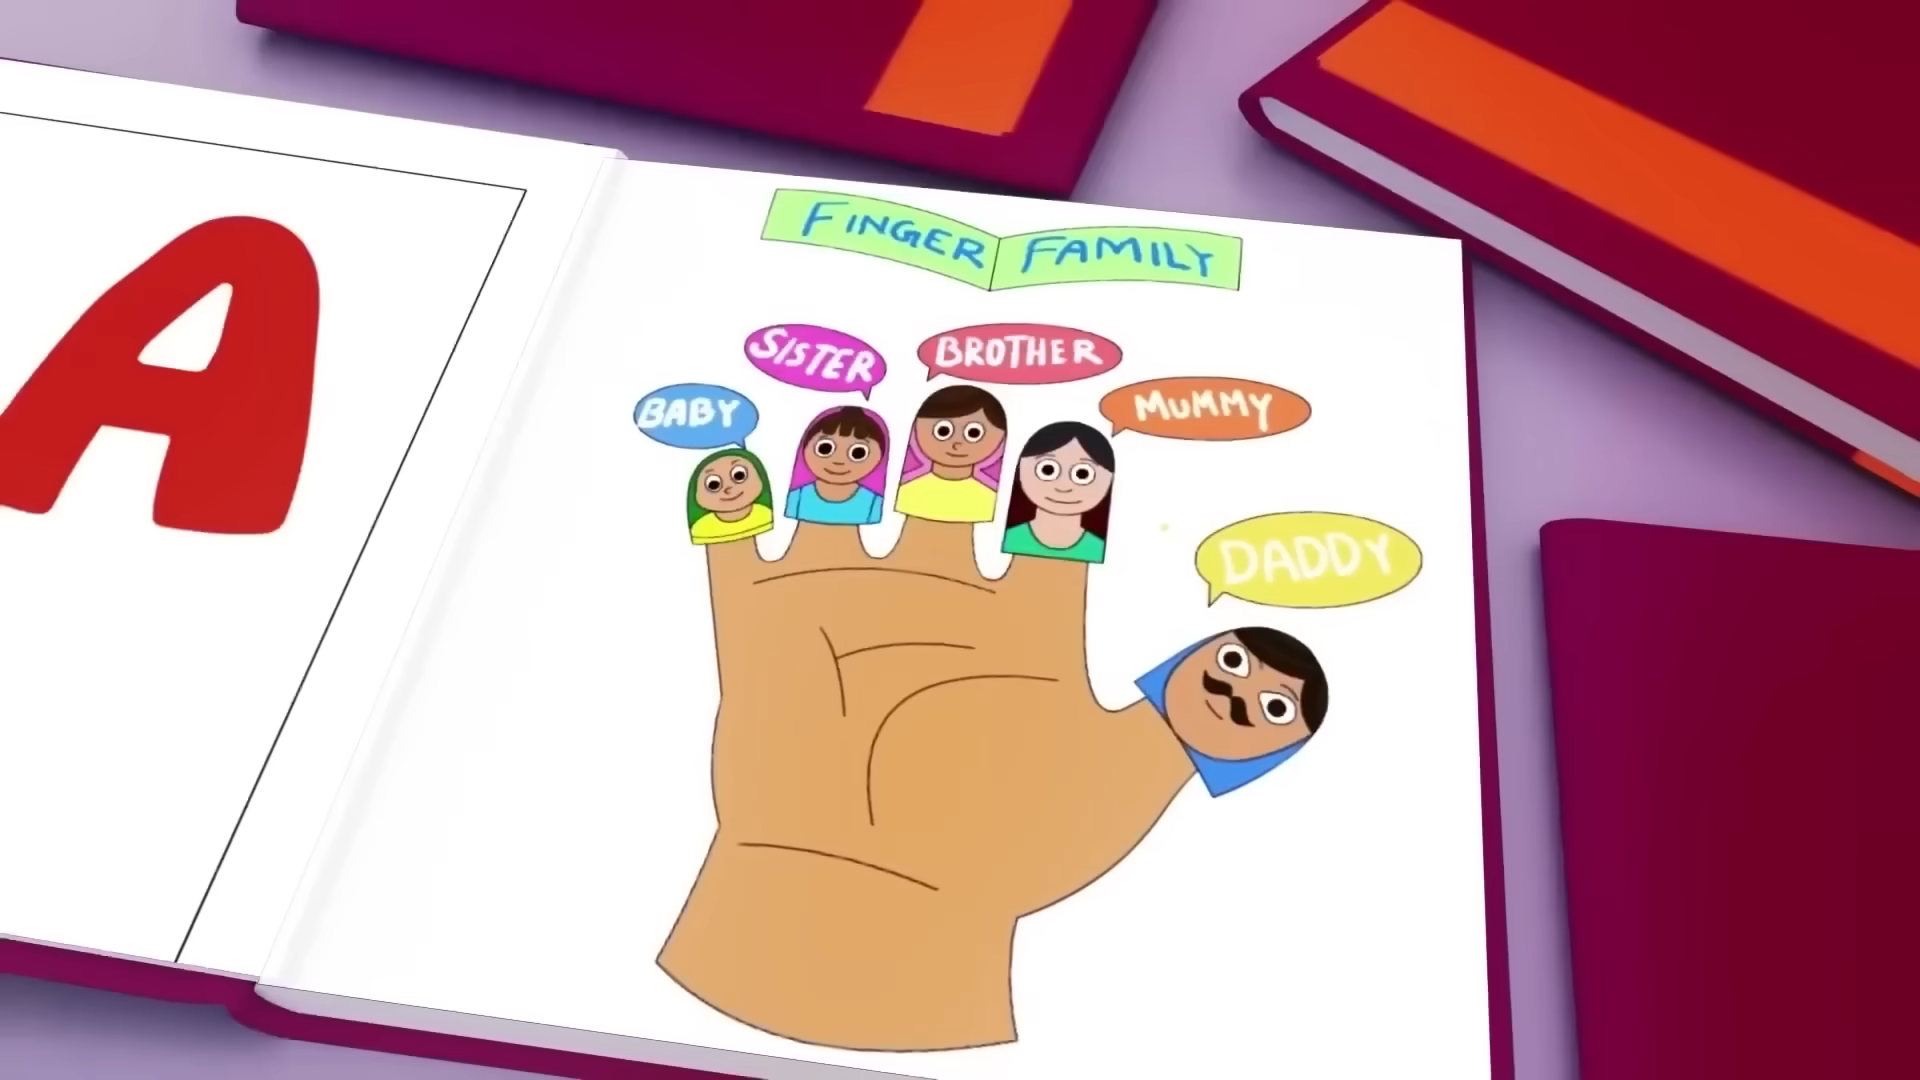 A
FINGER FAMILY
SISTER
BROTHER
BABY
MUMMY
DADDY